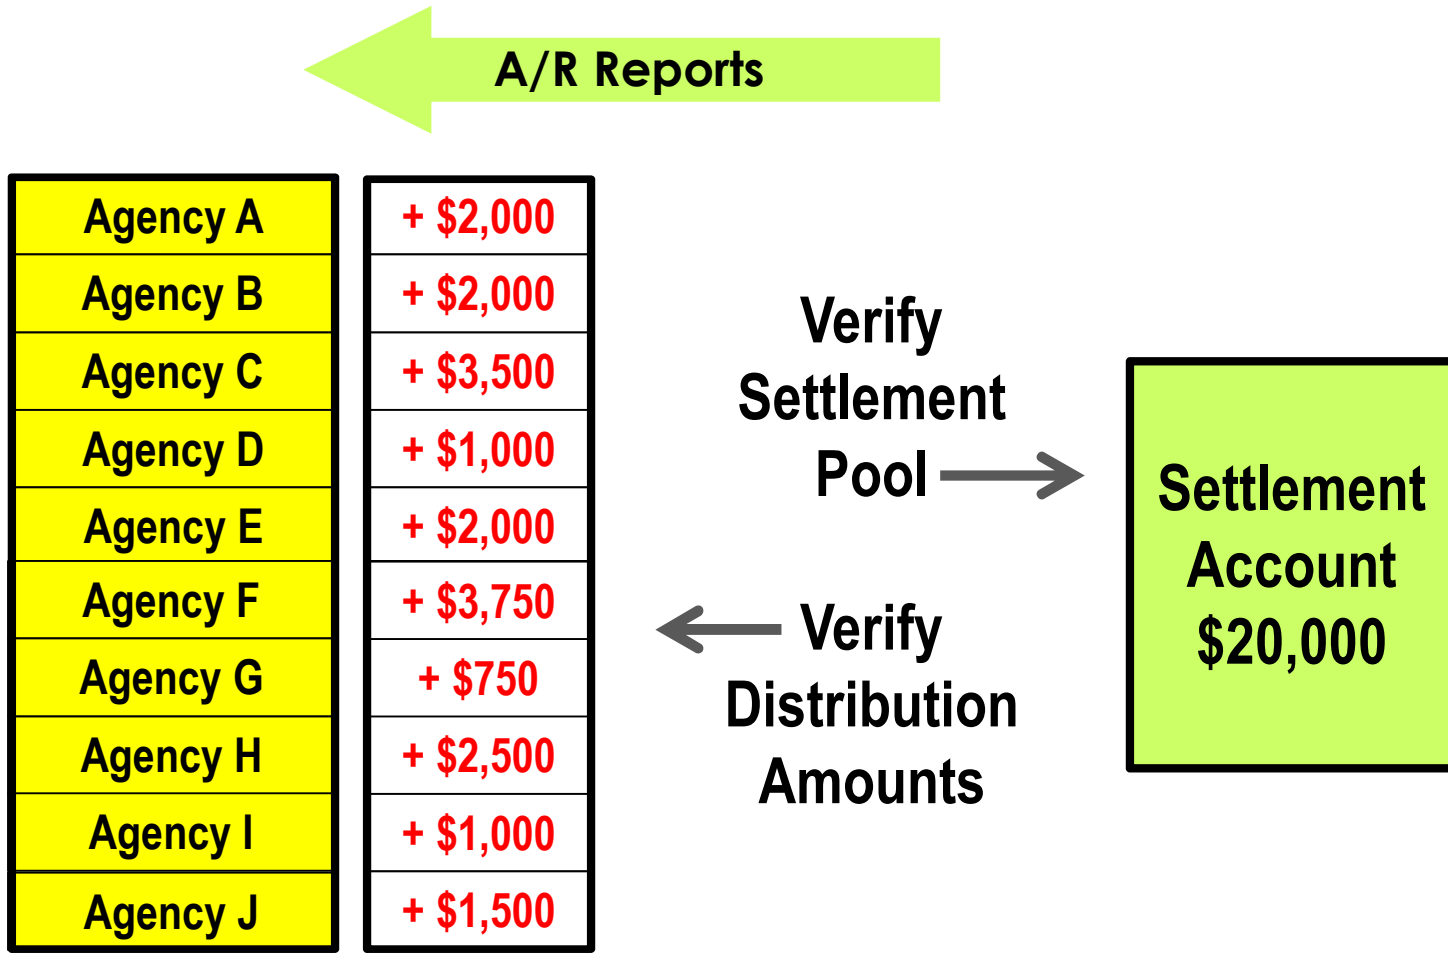 A/R Reports
Agency A + $2,000
Agency B + $2,000
Agency C + $3,500
Agency D + $1,000
Agency E + $2,000
Agency F + $3,750
Agency G + $750
Agency H + $2,500
Agency I + $1,000
Agency J + $1,500
Verify
Settlement
Pool
Verify
Distribution
Amounts
Settlement
Account
$20,000